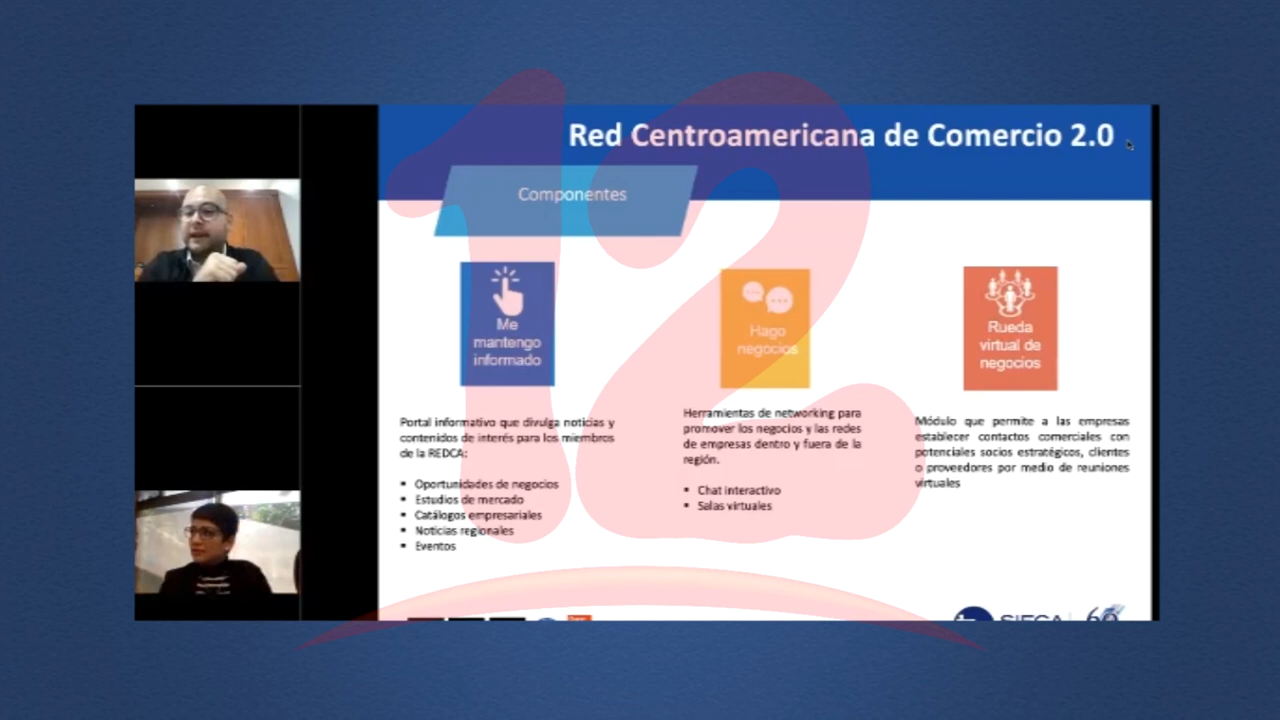 Red Centroamericana de Comercio 2.0
Componentes
Me
mantengo
informado
Portal informativo que divulga noticias y
contenidos de interés para los miembros
de la REDCA:
▪ Oportunidades de negocios
▪ Estudios de mercado
▪ Catálogos empresariales
▪ Noticias regionales
▪ Eventos
Hago
negocios
Herramientas de networking para
promover los negocios y las redes
de empresas dentro y fuera de la
región.
▪ Chat interactivo
▪ Salas virtuales
Rueda
virtual de
negocios
Módulo que permite a las empresas
establecer contactos comerciales con
potenciales socios estratégicos, clientes
o proveedores por medio de reuniones
virtuales
SIECA
60
12